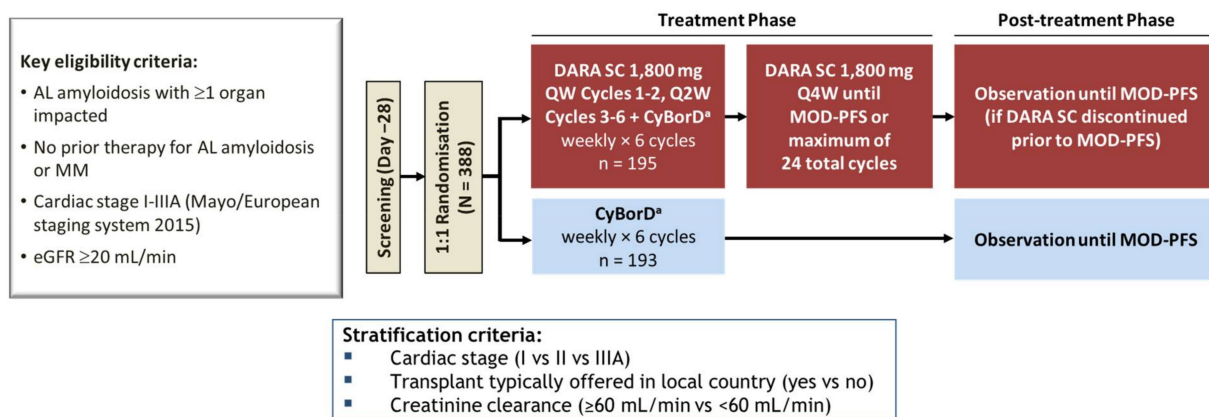 Treatment Phase
Post-treatment Phase
Key eligibility criteria:
• AL amyloidosis with ≥1 organ
impacted
• No prior therapy for AL amyloidosis
or MM
• Cardiac stage I-IIIA (Mayo/European
staging system 2015)
• eGFR ≥20 mL/min
Screening (Day −28)
1:1 Randomisation
(N = 388)
DARA SC 1,800 mg
QW Cycles 1-2, Q2W
Cycles 3-6 + CyBorDᵃ
weekly × 6 cycles
n = 195
DARA SC 1,800 mg
Q4W until
MOD-PFS or
maximum of
24 total cycles
Observation until MOD-PFS
(if DARA SC discontinued
prior to MOD-PFS)
CyBorDᵃ
weekly × 6 cycles
n = 193
Observation until MOD-PFS
Stratification criteria:
▪ Cardiac stage (I vs II vs IIIA)
▪ Transplant typically offered in local country (yes vs no)
▪ Creatinine clearance (≥60 mL/min vs <60 mL/min)